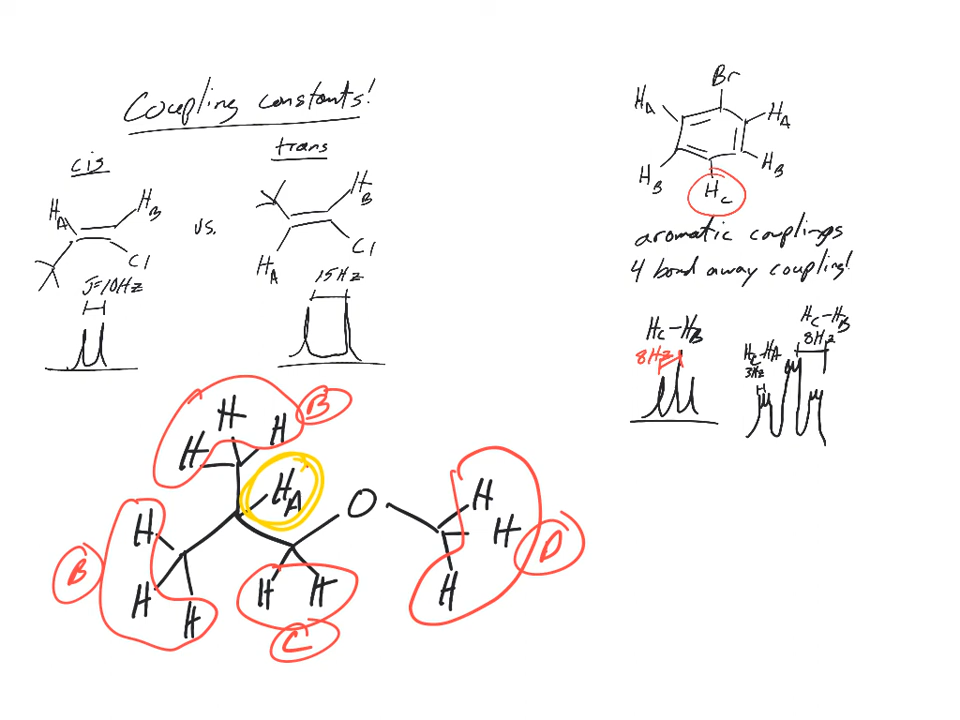 Coupling constants!
cis
trans
HA
HB
Cl
J=10Hz
vs.
HB
Cl
HA
15Hz
Br
HA
HA
HB
HB
Hc
aromatic couplings
4 bond away coupling!
Hc-HB
8Hz
Hc-HA
3Hz
Hc-HB
8Hz
B
H
H
H
HA
O
H
H
H
D
B
H
H
H
H
H
C